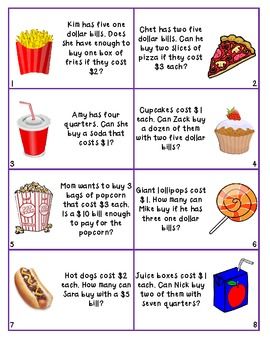 Kim has five one
dollar bills. Does
she have enough to
buy one box of
fries if they cost
$2?
1
Chet has two five
dollar bills. Can he
buy two slices of
pizza if they cost
$3 each?
2
Amy has four
quarters. Can she
buy a soda that
costs $1?
3
Cupcakes cost $1
each. Can Zack buy
a dozen of them
with two five dollar
bills?
4
Mom wants to buy 3
bags of popcorn
that cost $3 each.
Is a $10 bill enough
to pay for the
popcorn?
5
Giant lollipops cost
$1. How many can
Mike buy if he has
three one dollar
bills?
6
Hot dogs cost $2
each. How many can
Sara buy with a $5
bill?
7
Juice boxes cost $1
each. Can Nick buy
two of them with
seven quarters?
8